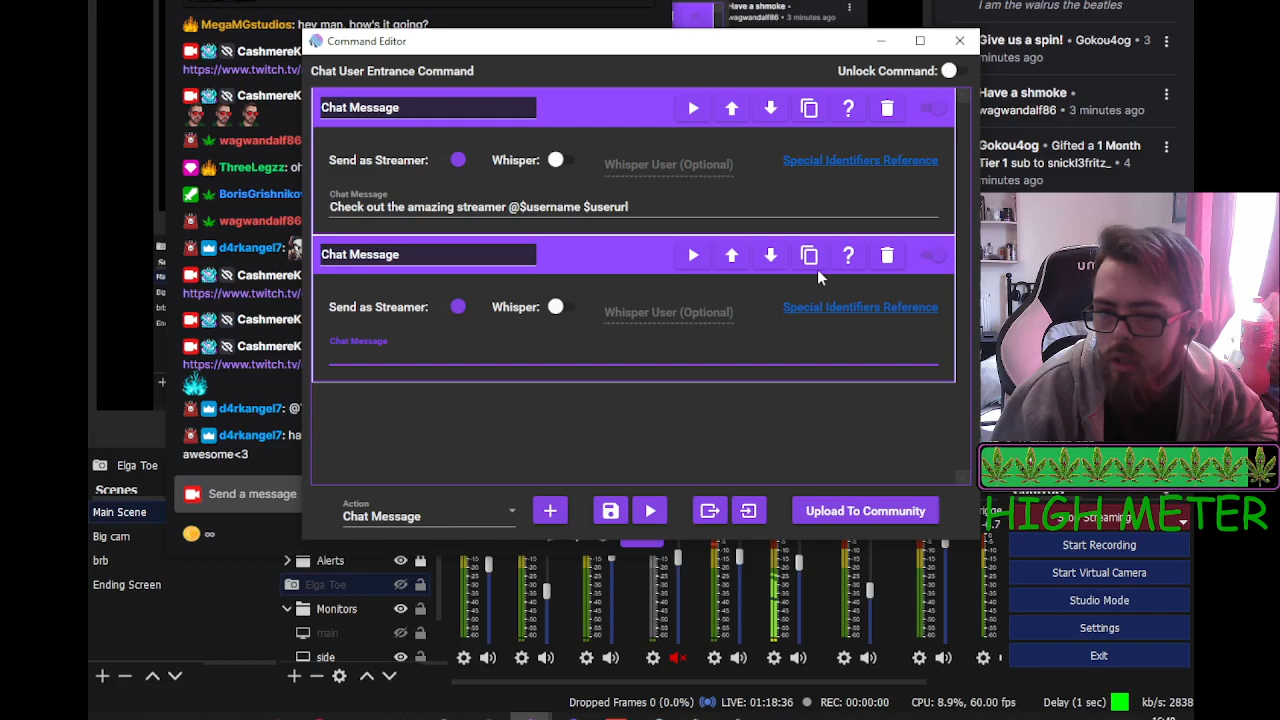 MegaMGstudios: hey man, how's it going?
CashmereK
https://www.twitch.tv/
CashmereK
wagwandalf86
ThreeLegzz: oh
BorisGrishnikov
wagwandalf86
d4rkangel7:
CashmereK
https://www.twitch.tv/
CashmereK
CashmereK
https://www.twitch.tv/
d4rkangel7: @
d4rkangel7: ha
awesome<3
Send a message
∞
Have a shmoke -
wagwandalf86 • 3 minutes ago
I am the walrus the beatles
Give us a spin! • Gokou4og • 3
minutes ago
Have a shmoke •
wagwandalf86 • 3 minutes ago
Gokou4og • Gifted a 1 Month
Tier 1 sub to snickl3fritz_ • 4
minutes ago
Command Editor
Chat User Entrance Command
Unlock Command:
Chat Message
Send as Streamer:
Whisper:
Whisper User (Optional)
Special Identifiers Reference
Chat Message
Check out the amazing streamer @$username $userurl
Chat Message
Send as Streamer:
Whisper:
Whisper User (Optional)
Special Identifiers Reference
Chat Message
Action
Chat Message
Upload To Community
HIGH METER
Elga Toe
Scenes
Main Scene
Big cam
brb
Ending Screen
Alerts
Elga Toe
Monitors
main
side
Start Recording
Start Virtual Camera
Studio Mode
Settings
Exit
Dropped Frames 0 (0.0%)
LIVE: 01:18:36
REC: 00:00:00
CPU: 8.9%, 60.00 fps
Delay (1 sec)
kb/s: 2838